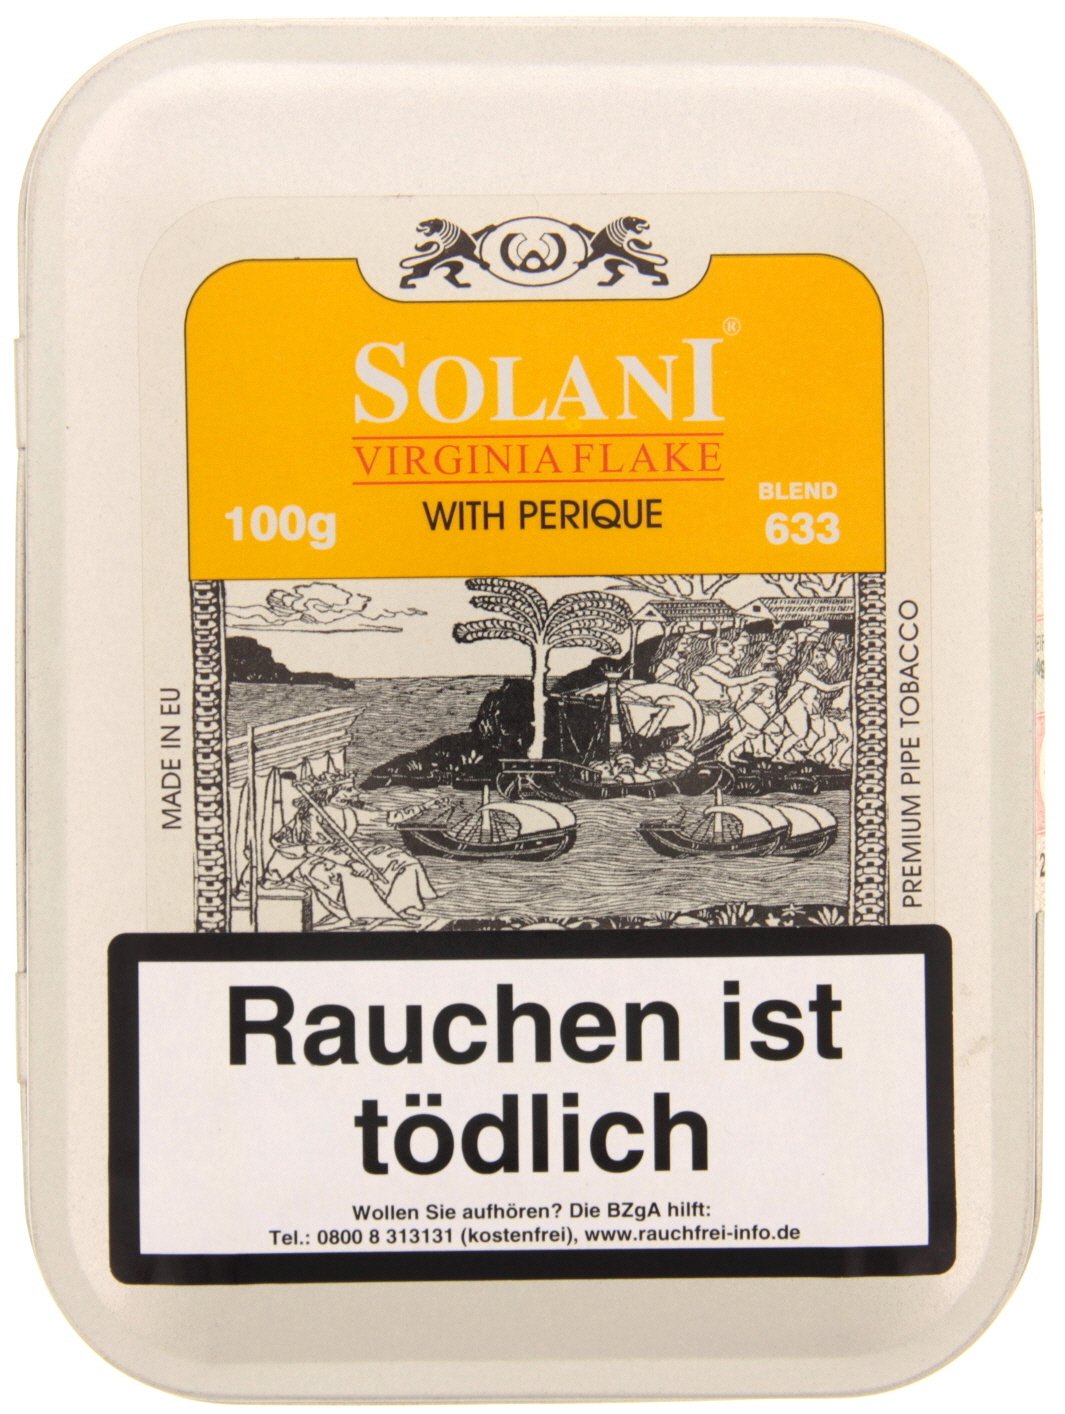 SOLANI®
VIRGINIA FLAKE
WITH PERIQUE
100g
BLEND
633
MADE IN EU
PREMIUM PIPE TOBACCO
Rauchen ist
tödlich
Wollen Sie aufhören? Die BZgA hilft:
Tel.: 0800 8 313131 (kostenfrei), www.rauchfrei-info.de